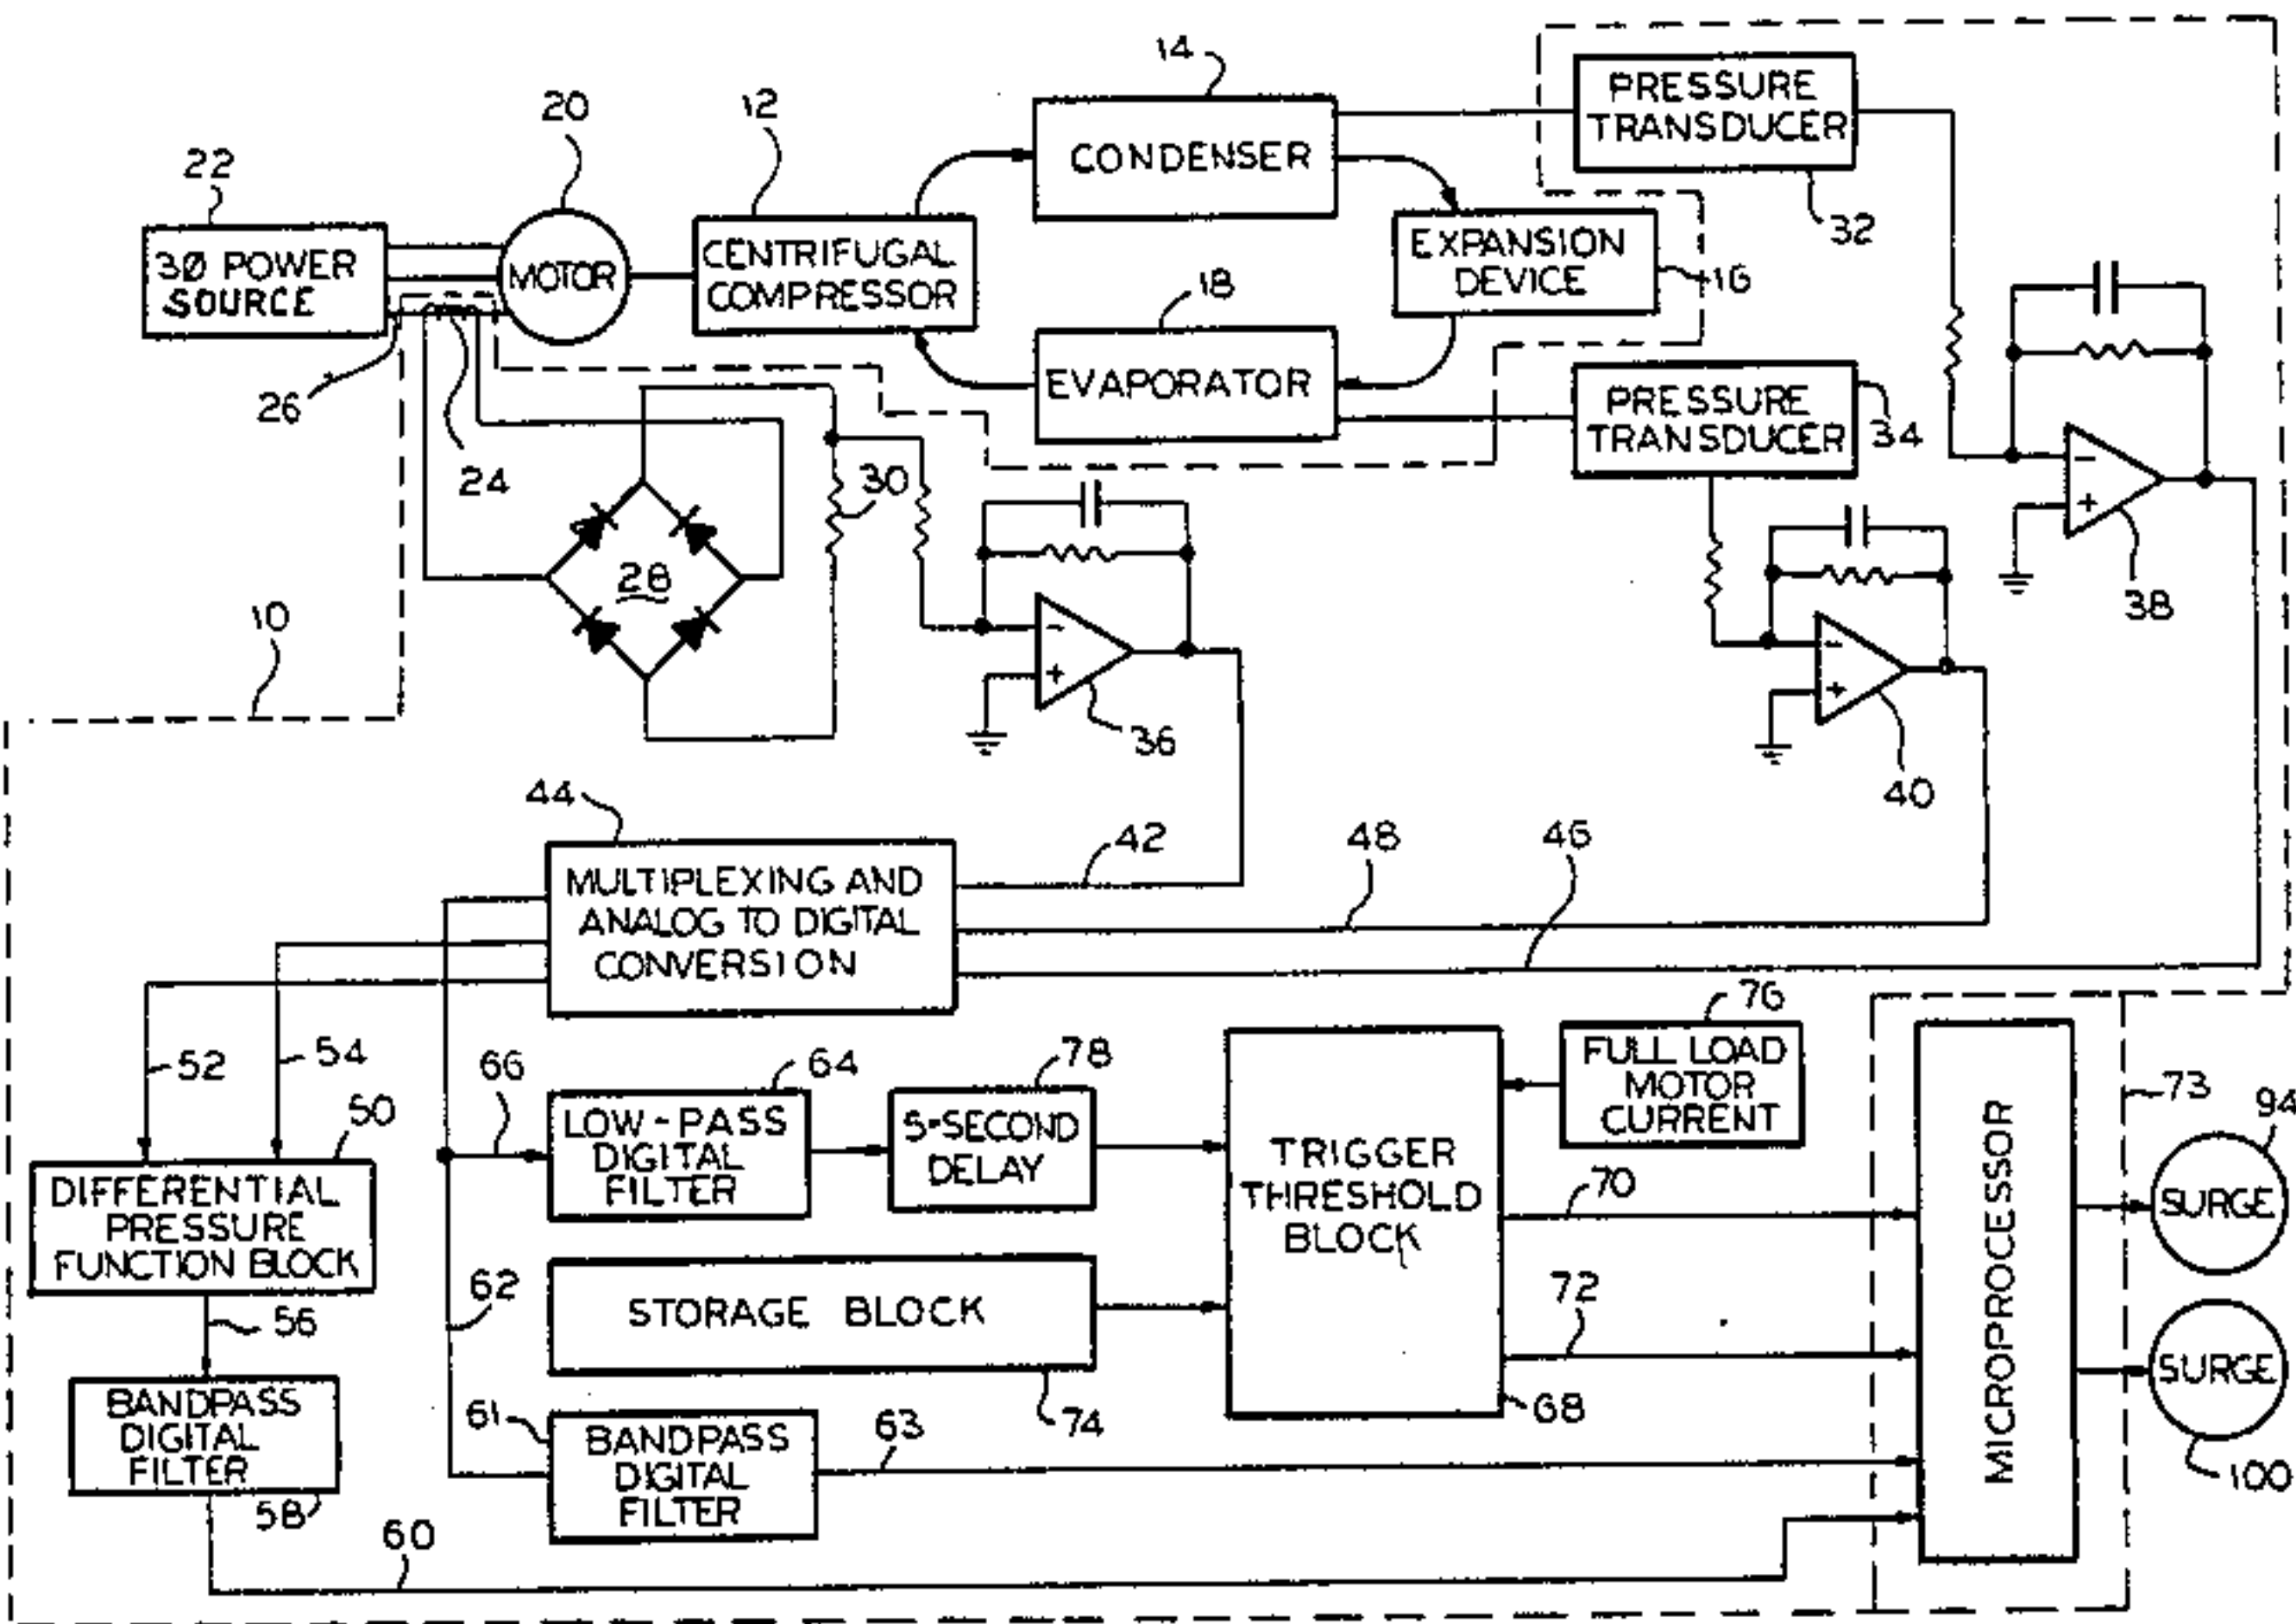 14
PRESSURE
TRANSDUCER
20
12
22
CONDENSER
32
3Ø POWER
SOURCE
MOTOR
CENTRIFUGAL
COMPRESSOR
EXPANSION
DEVICE
16
18
26
24
EVAPORATOR
PRESSURE
TRANSDUCER
34
30
28
-
+
36
-
+
40
-
+
38
10
44
42
48
46
MULTIPLEXING AND
ANALOG TO DIGITAL
CONVERSION
52
54
66
64
78
76
50
LOW-PASS
DIGITAL
FILTER
5-SECOND
DELAY
TRIGGER
THRESHOLD
BLOCK
FULL LOAD
MOTOR
CURRENT
73
94
DIFFERENTIAL
PRESSURE
FUNCTION BLOCK
70
MICROPROCESSOR
SURGE
62
STORAGE BLOCK
72
56
SURGE
BANDPASS
DIGITAL
FILTER
61
74
68
BANDPASS
DIGITAL
FILTER
63
100
58
60